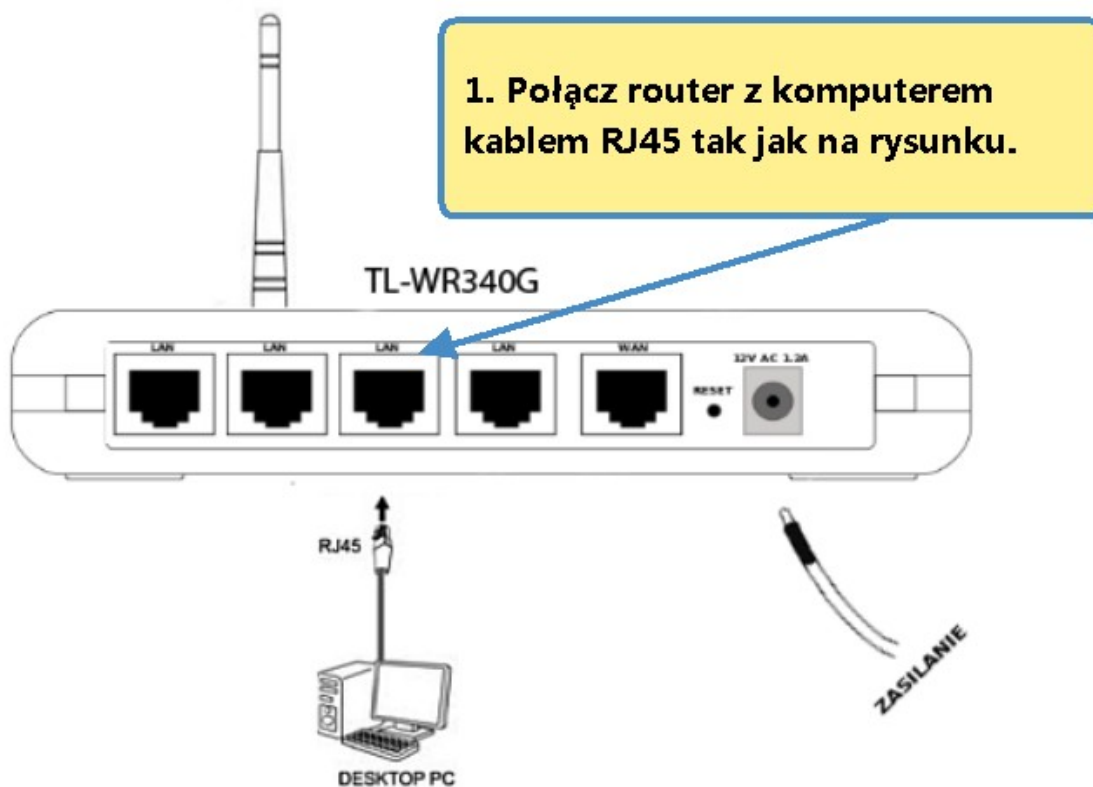 1. Połącz router z komputerem
kablem RJ45 tak jak na rysunku.
TL-WR340G
LAN
LAN
LAN
LAN
WAN
RESET
12V AC 1.2A
RJ45
ZASILANIE
DESKTOP PC